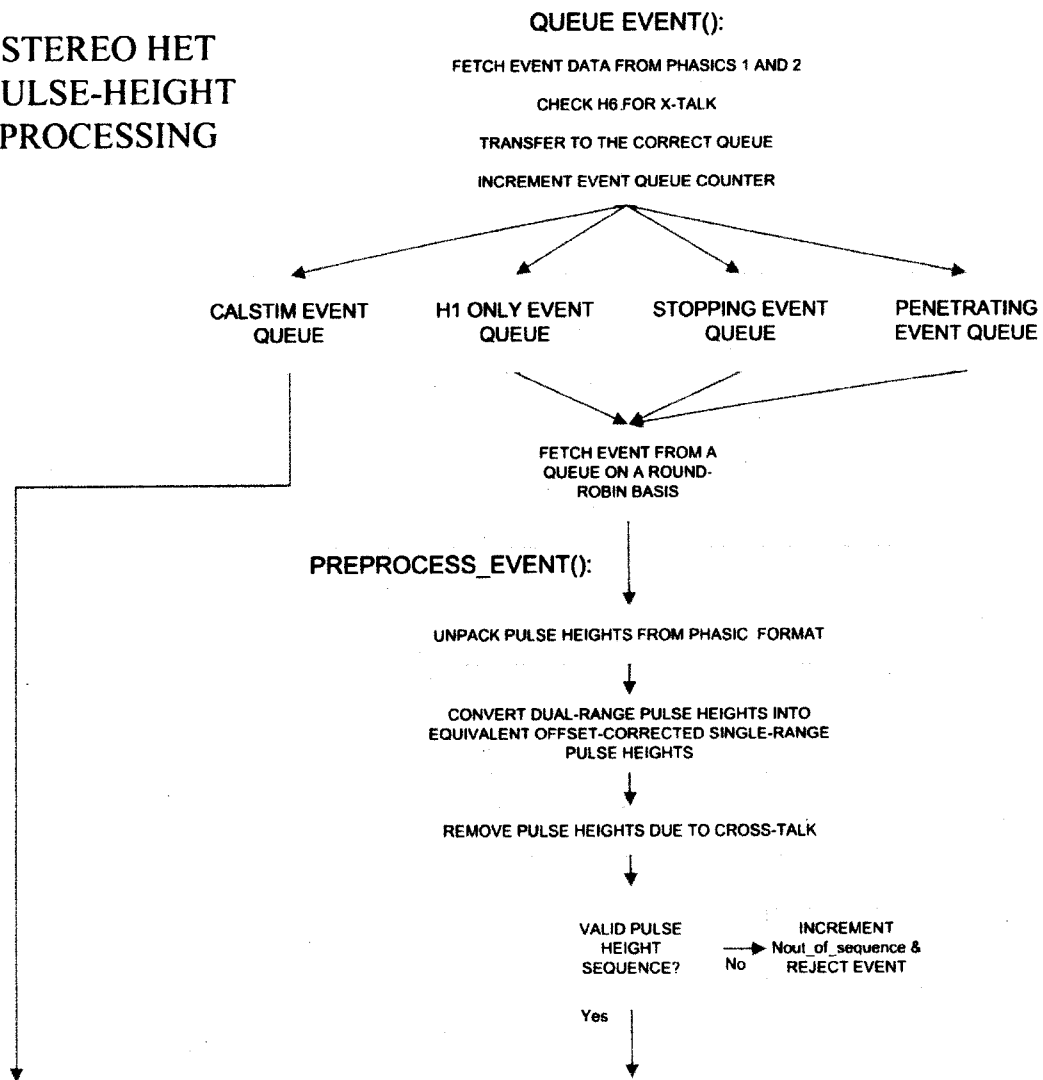 STEREO HET
ULSE-HEIGHT
PROCESSING
QUEUE EVENT():
FETCH EVENT DATA FROM PHASICS 1 AND 2
CHECK H6 FOR X-TALK
TRANSFER TO THE CORRECT QUEUE
INCREMENT EVENT QUEUE COUNTER
CALSTIM EVENT
QUEUE
H1 ONLY EVENT
QUEUE
STOPPING EVENT
QUEUE
PENETRATING
EVENT QUEUE
FETCH EVENT FROM A
QUEUE ON A ROUND-
ROBIN BASIS
PREPROCESS_EVENT():
UNPACK PULSE HEIGHTS FROM PHASIC FORMAT
CONVERT DUAL-RANGE PULSE HEIGHTS INTO
EQUIVALENT OFFSET-CORRECTED SINGLE-RANGE
PULSE HEIGHTS
REMOVE PULSE HEIGHTS DUE TO CROSS-TALK
VALID PULSE
HEIGHT
SEQUENCE?
No
INCREMENT
Nout_of_sequence &
REJECT EVENT
Yes